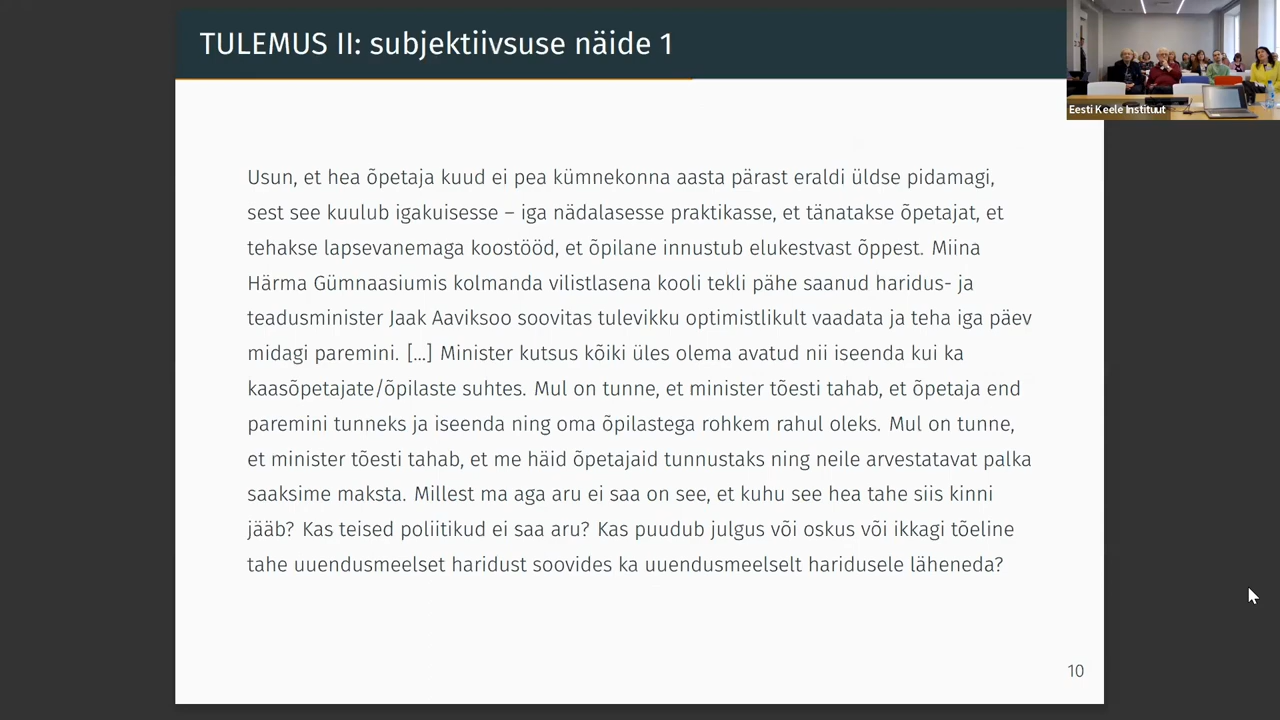 TULEMUS II: subjektiivsuse näide 1
Eesti Keele Instituut
Usun, et hea õpetaja kuud ei pea kümnekonna aasta pärast eraldi üldse pidamagi,
sest see kuulub igakuisesse – iga nädalasesse praktikasse, et tänatakse õpetajat, et
tehakse lapsevanemaga koostööd, et õpilane innustub elukestvast õppest. Miina
Härma Gümnaasiumis kolmanda vilistlasena kooli tekli pähe saanud haridus- ja
teadusminister Jaak Aaviksoo soovitas tulevikku optimistlikult vaadata ja teha iga päev
midagi paremini. [...] Minister kutsus kõiki üles olema avatud nii iseenda kui ka
kaasõpetajate/õpilaste suhtes. Mul on tunne, et minister tõesti tahab, et õpetaja end
paremini tunneks ja iseenda ning oma õpilastega rohkem rahul oleks. Mul on tunne,
et minister tõesti tahab, et me häid õpetajaid tunnustaks ning neile arvestatavat palka
saaksime maksta. Millest ma aga aru ei saa on see, et kuhu see hea tahe siis kinni
jääb? Kas teised poliitikud ei saa aru? Kas puudub julgus või oskus või ikkagi tõeline
tahe uuendusmeelset haridust soovides ka uuendusmeelselt haridusele läheneda?
10